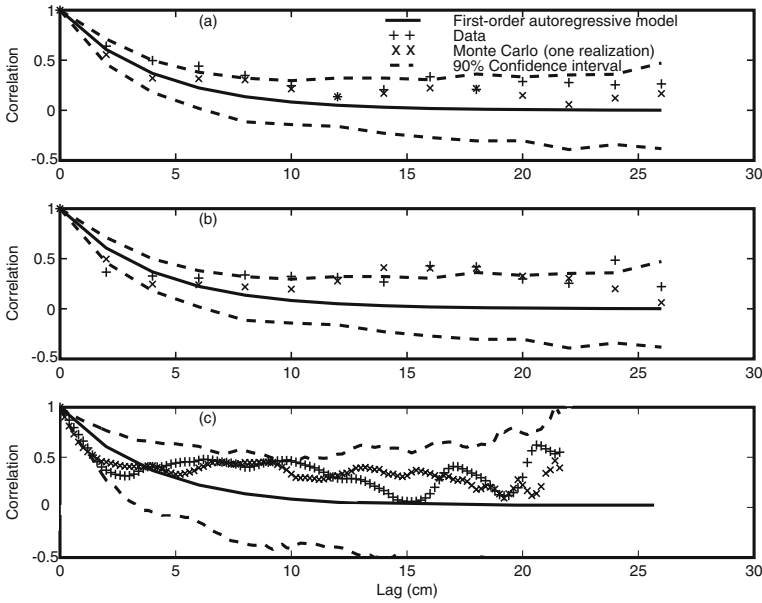 (a)
First-order autoregressive model
Data
Monte Carlo (one realization)
90% Confidence interval
Correlation
1
0.5
0
-0.5
0 5 10 15 20 25 30
(b)
Correlation
1
0.5
0
-0.5
0 5 10 15 20 25 30
(c)
Correlation
1
0.5
0
-0.5
0 5 10 15 20 25 30
Lag (cm)